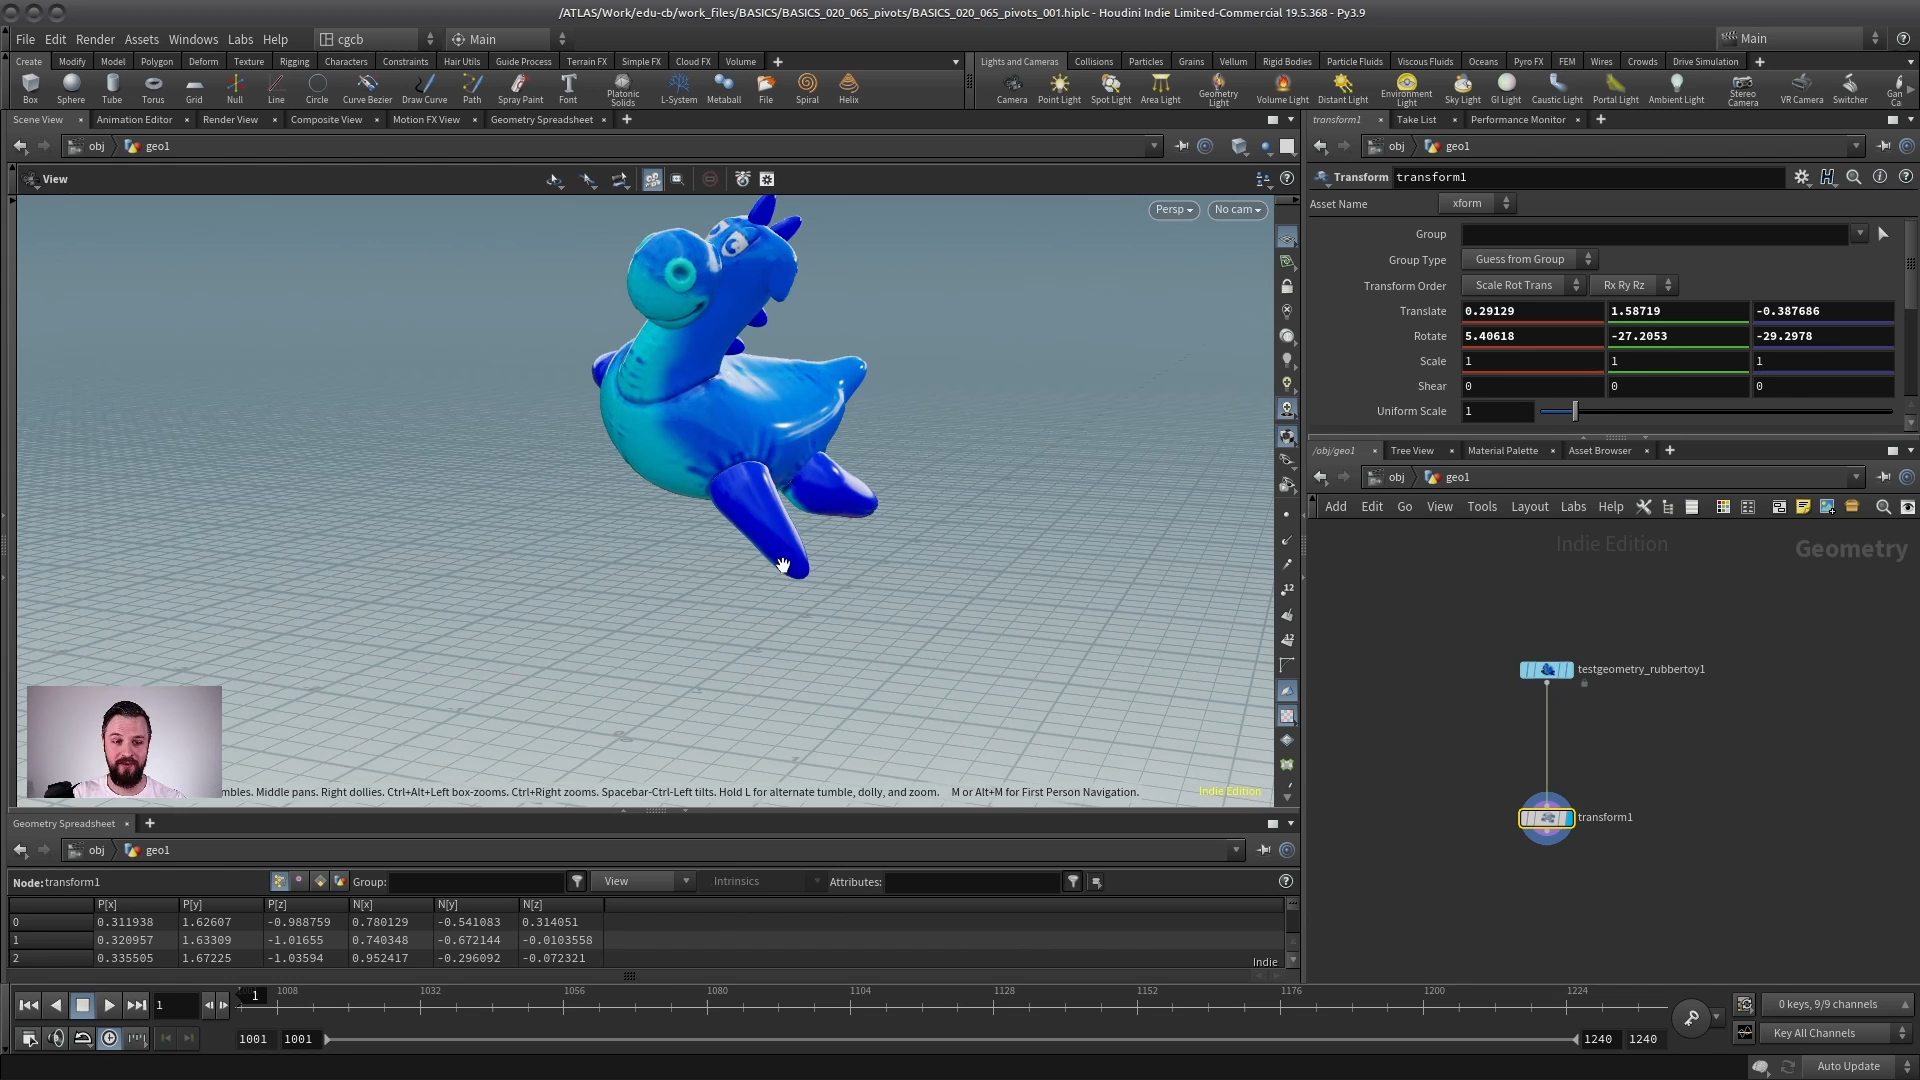 /ATLAS/Work/edu-cb/work_files/BASICS/BASICS_020_065_pivots/BASICS_020_065_pivots_001.hiplc - Houdini Indie Limited-Commercial 19.5.368 - Py3.9
File Edit Render Assets Windows Labs Help cgcb Main Main
Create Modify Model Polygon Deform Texture Rigging Characters Constraints Hair Utils Guide Process Terrain FX Simple FX Cloud FX Volume
Lights and Cameras Collisions Particles Grains Vellum Rigid Bodies Particle Fluids Viscous Fluids Oceans Pyro FX FEM Wires Crowds Drive Simulation
Box Sphere Tube Torus Grid Null Line Circle Curve Bezier Draw Curve Path Spray Paint Font Platonic Solids L-System Metaball File Spiral Helix
Camera Point Light Spot Light Area Light Geometry Light Volume Light Distant Light Environment Light Sky Light GI Light Caustic Light Portal Light Ambient Light Stereo Camera VR Camera Switcher Gan Ca
Scene View Animation Editor Render View Composite View Motion FX View Geometry Spreadsheet
transform1 Take List Performance Monitor
obj geo1
obj geo1
View
Persp No cam
Transform transform1
Asset Name xform
Group
Group Type Guess from Group
Transform Order Scale Rot Trans Rx Ry Rz
Translate 0.29129 1.58719 -0.387686
Rotate 5.40618 -27.2053 -29.2978
Scale 1 1 1
Shear 0 0 0
Uniform Scale 1
/obj/geo1 Tree View Material Palette Asset Browser
obj geo1
Add Edit Go View Tools Layout Labs Help
Indie Edition
Geometry
testgeometry_rubbertoy1
transform1
12
12
mbles. Middle pans. Right dollies. Ctrl+Alt+Left box-zooms. Ctrl+Right zooms. Spacebar-Ctrl-Left tilts. Hold L for alternate tumble, dolly, and zoom. M or Alt+M for First Person Navigation.
Indie Edition
Geometry Spreadsheet
obj geo1
Node: transform1 Group: View Intrinsics Attributes:
P[x] P[y] P[z] N[x] N[y] N[z]
0 0.311938 1.62607 -0.988759 0.780129 -0.541083 0.314051
1 0.320957 1.63309 -1.01655 0.740348 -0.672144 -0.0103558
2 0.335505 1.67225 -1.03594 0.952417 -0.296092 -0.072321
Indie
1 1 1008 1032 1056 1080 1104 1128 1152 1176 1200 1224
0 keys, 9/9 channels
1001 1001 1240 1240
Key All Channels
Auto Update